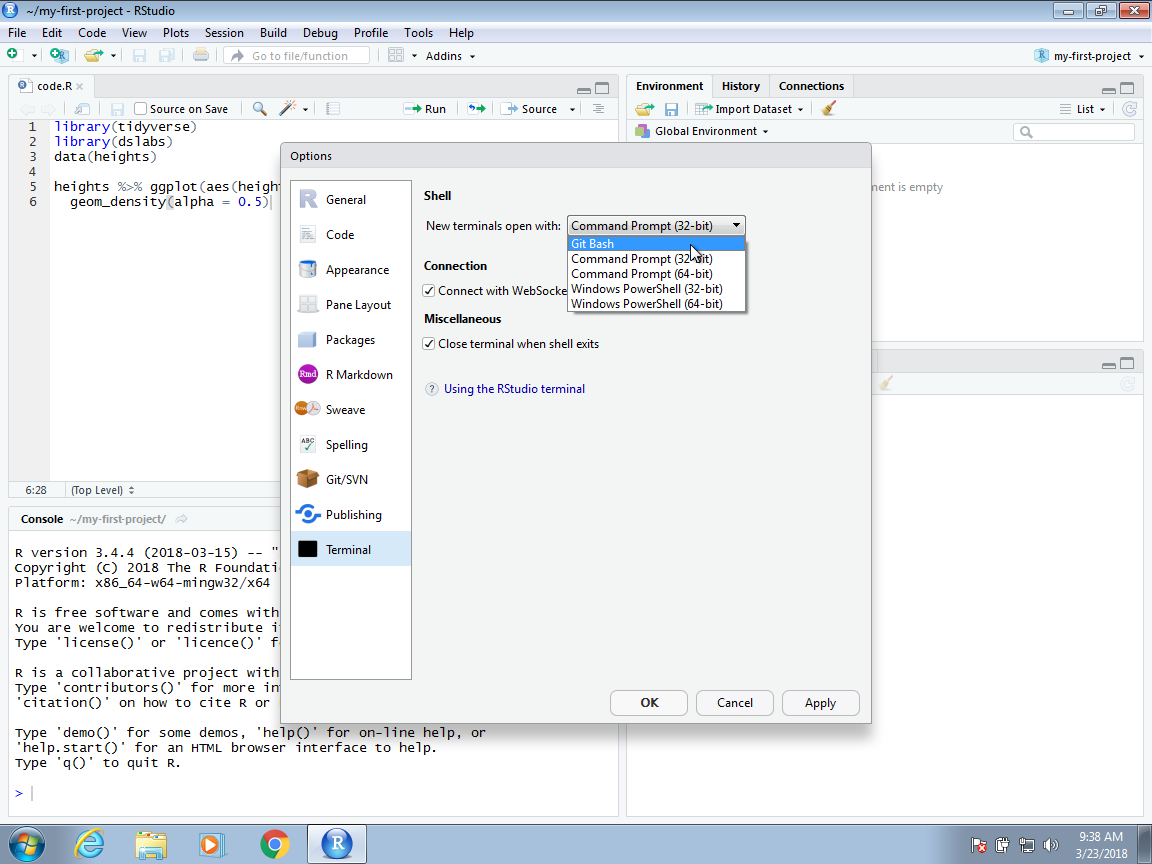 ~/my-first-project - RStudio
File Edit Code View Plots Session Build Debug Profile Tools Help
Go to file/function Addins my-first-project
code.R
Source on Save Run Source
1 library(tidyverse)
2 library(dslabs)
3 data(heights)
4
5 heights %>% ggplot(aes(heigh
6 geom_density(alpha = 0.5)
6:28 (Top Level)
Console ~/my-first-project/
R version 3.4.4 (2018-03-15) -- "
Copyright (C) 2018 The R Foundati
Platform: x86_64-w64-mingw32/x64
R is free software and comes with
You are welcome to redistribute i
Type 'license()' or 'licence()' f
R is a collaborative project with
Type 'contributors()' for more in
'citation()' on how to cite R or
Type 'demo()' for some demos, 'help()' for on-line help, or
'help.start()' for an HTML browser interface to help.
Type 'q()' to quit R.
>
Environment History Connections
Import Dataset List
Global Environment
ment is empty
Options
General
Code
Appearance
Pane Layout
Packages
Rmd R Markdown
Rnw Sweave
ABC Spelling
Git/SVN
Publishing
Terminal
Shell
New terminals open with: Command Prompt (32-bit)
Git Bash
Command Prompt (32-bit)
Command Prompt (64-bit)
Windows PowerShell (32-bit)
Windows PowerShell (64-bit)
Connection
Connect with WebSocke
Miscellaneous
Close terminal when shell exits
? Using the RStudio terminal
OK Cancel Apply
9:38 AM
3/23/2018